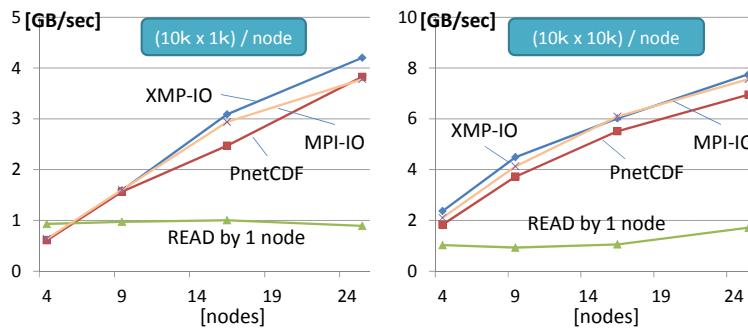 [GB/sec]
(10k x 1k) / node
5
4
3
2
1
0
XMP-IO
MPI-IO
PnetCDF
READ by 1 node
4 9 14 19 24
[nodes]
[GB/sec]
(10k x 10k) / node
10
8
6
4
2
0
XMP-IO
MPI-IO
PnetCDF
READ by 1 node
4 9 14 19 24
[nodes]